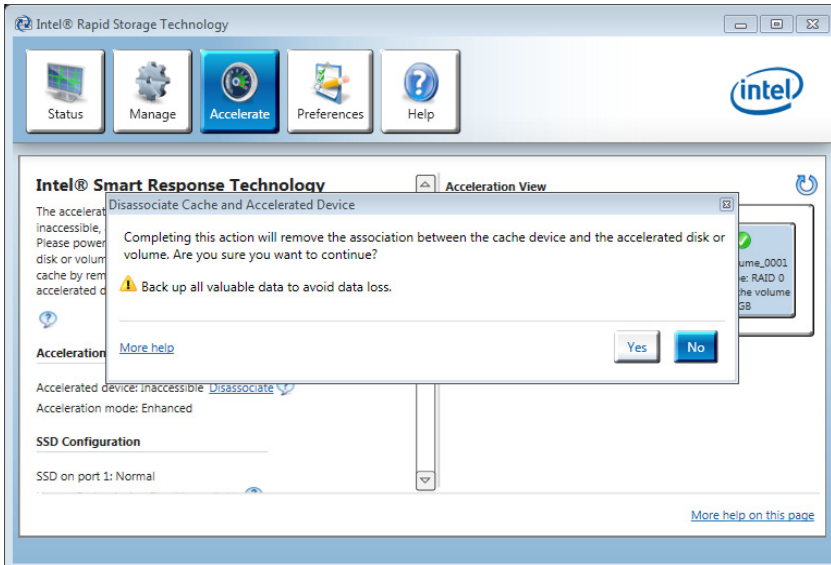 Intel® Rapid Storage Technology
Status
Manage
Accelerate
Preferences
Help
intel
Intel® Smart Response Technology
Acceleration View
The accelerat
inaccessible,
Please power
disk or volum
cache by rem
accelerated d
Disassociate Cache and Accelerated Device
Completing this action will remove the association between the cache device and the accelerated disk or
volume. Are you sure you want to continue?
Back up all valuable data to avoid data loss.
More help
Yes
No
ume_0001
e: RAID 0
he volume
GB
Acceleration
Accelerated device: Inaccessible Disassociate
Acceleration mode: Enhanced
SSD Configuration
SSD on port 1: Normal
More help on this page